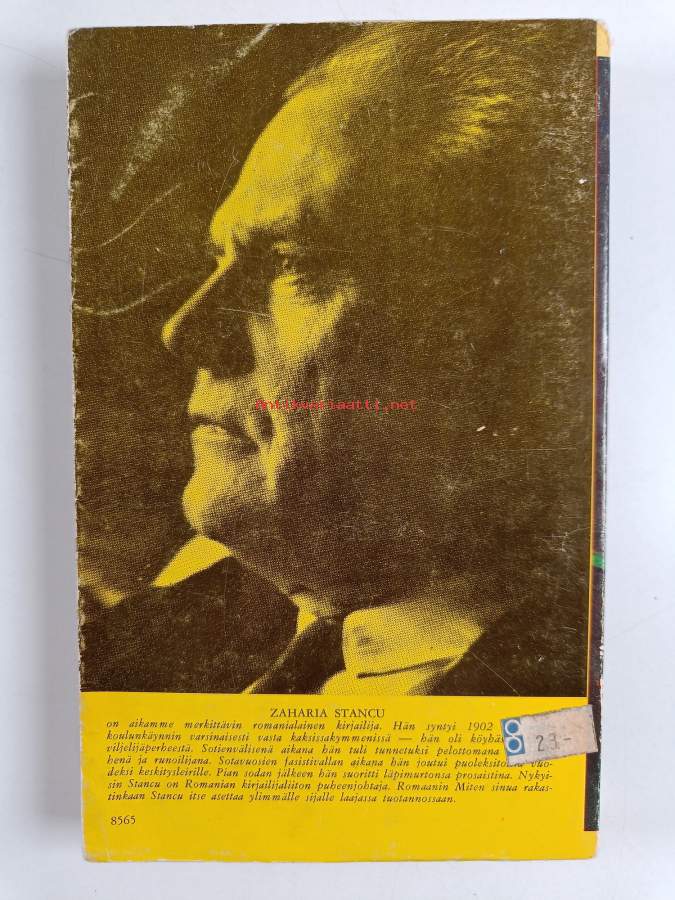 Antikvariaatti.net
ZAHARIA STANCU
on aikamme merkittävin romanialainen kirjailija. Hän syntyi 1902
koulunkäynnin varsinaisesti vasta kaksissakymmenissä — hän oli köyhäs
viljelijäperheestä. Sotienvälisenä aikana hän tuli tunnetuksi pelottomana
henä ja runoilijana. Sotavuosien fasistivallan aikana hän joutui puoleksitoista vuo-
deksi keskitysleirille. Pian sodan jälkeen hän suoritti läpimurtonsa prosaistina. Nykyi-
sin Stancu on Romanian kirjailijaliiton puheenjohtaja. Romaanin Miten sinua rakas-
tinkaan Stancu itse asettaa ylimmälle sijalle laajassa tuotannossaan.
23.-
8565